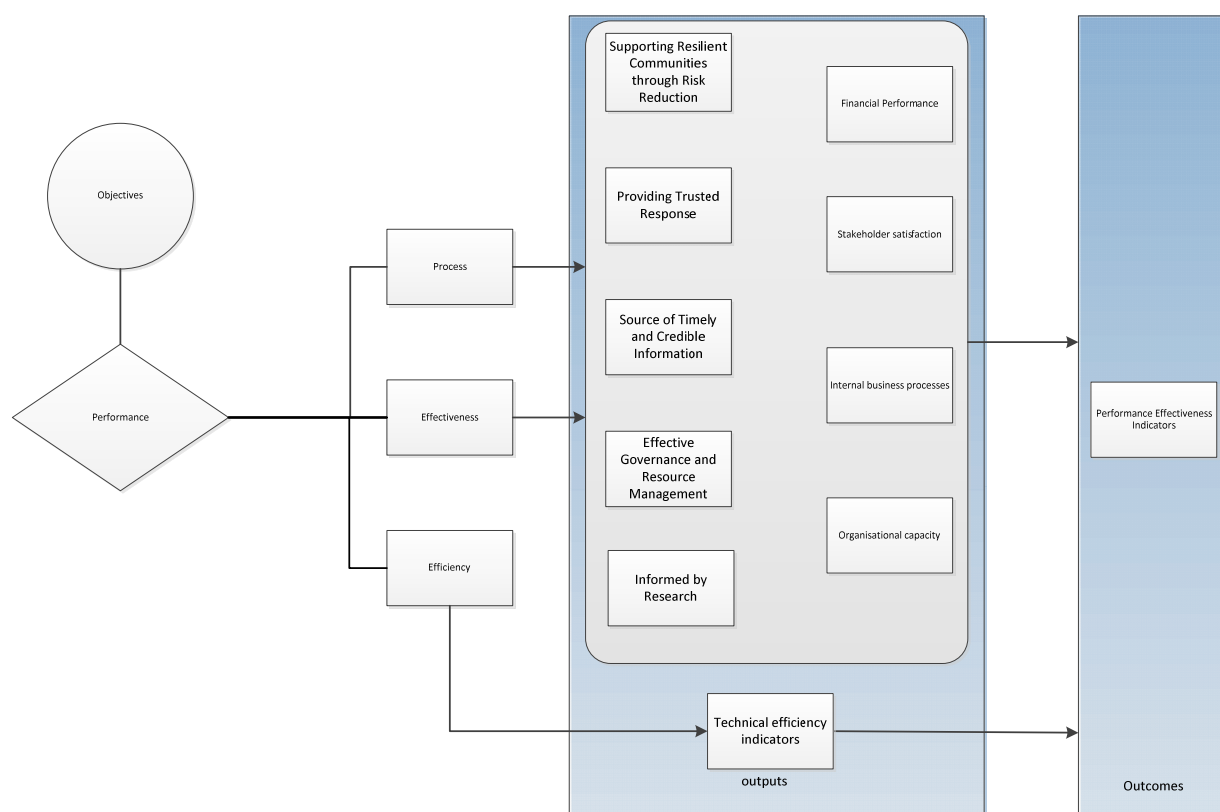 Objectives
Performance
Process
Effectiveness
Efficiency
Supporting Resilient
Communities
through Risk
Reduction
Providing Trusted
Response
Source of Timely
and Credible
Information
Effective
Governance and
Resource
Management
Informed by
Research
Financial Performance
Stakeholder satisfaction
Internal business processes
Organisational capacity
Technical efficiency
indicators
outputs
Performance Effectiveness
Indicators
Outcomes